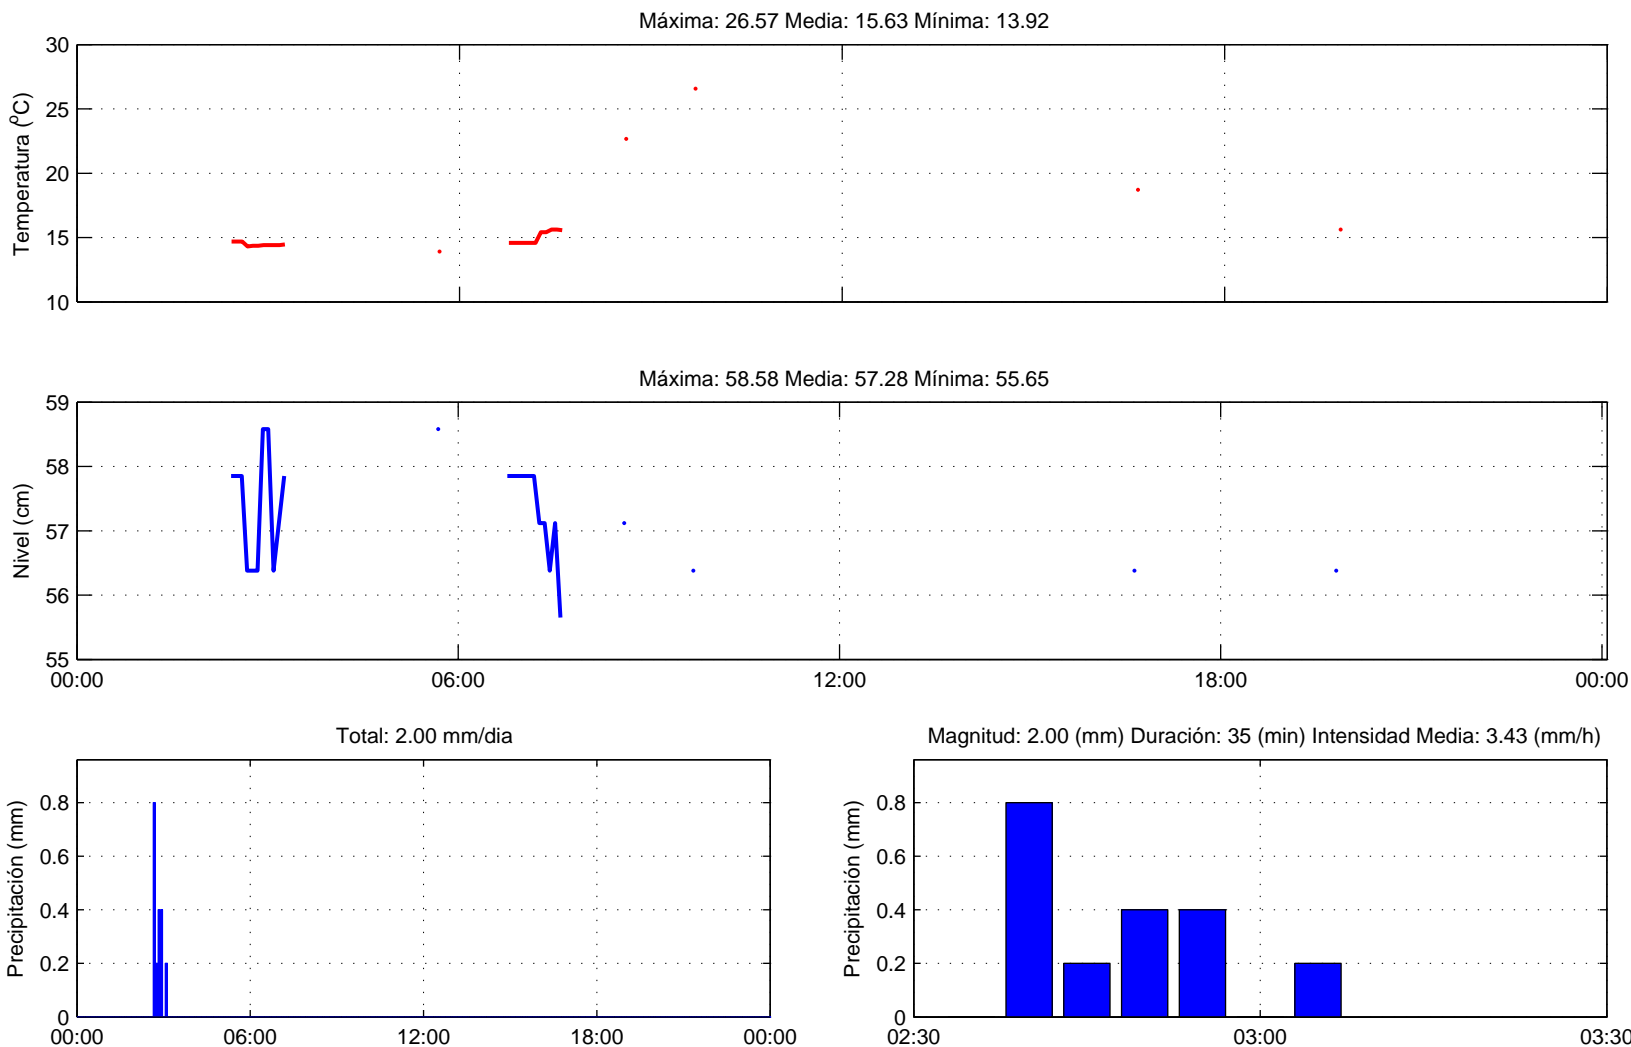 Máxima: 26.57 Media: 15.63 Mínima: 13.92
30
25
20
15
10
Temperatura (ºC)
Máxima: 58.58 Media: 57.28 Mínima: 55.65
59
58
57
56
55
Nivel (cm)
00:00 06:00 12:00 18:00 00:00
Total: 2.00 mm/dia
0.8
0.6
0.4
0.2
0
Precipitación (mm)
00:00 06:00 12:00 18:00 00:00
Magnitud: 2.00 (mm) Duración: 35 (min) Intensidad Media: 3.43 (mm/h)
0.8
0.6
0.4
0.2
0
Precipitación (mm)
02:30 03:00 03:30